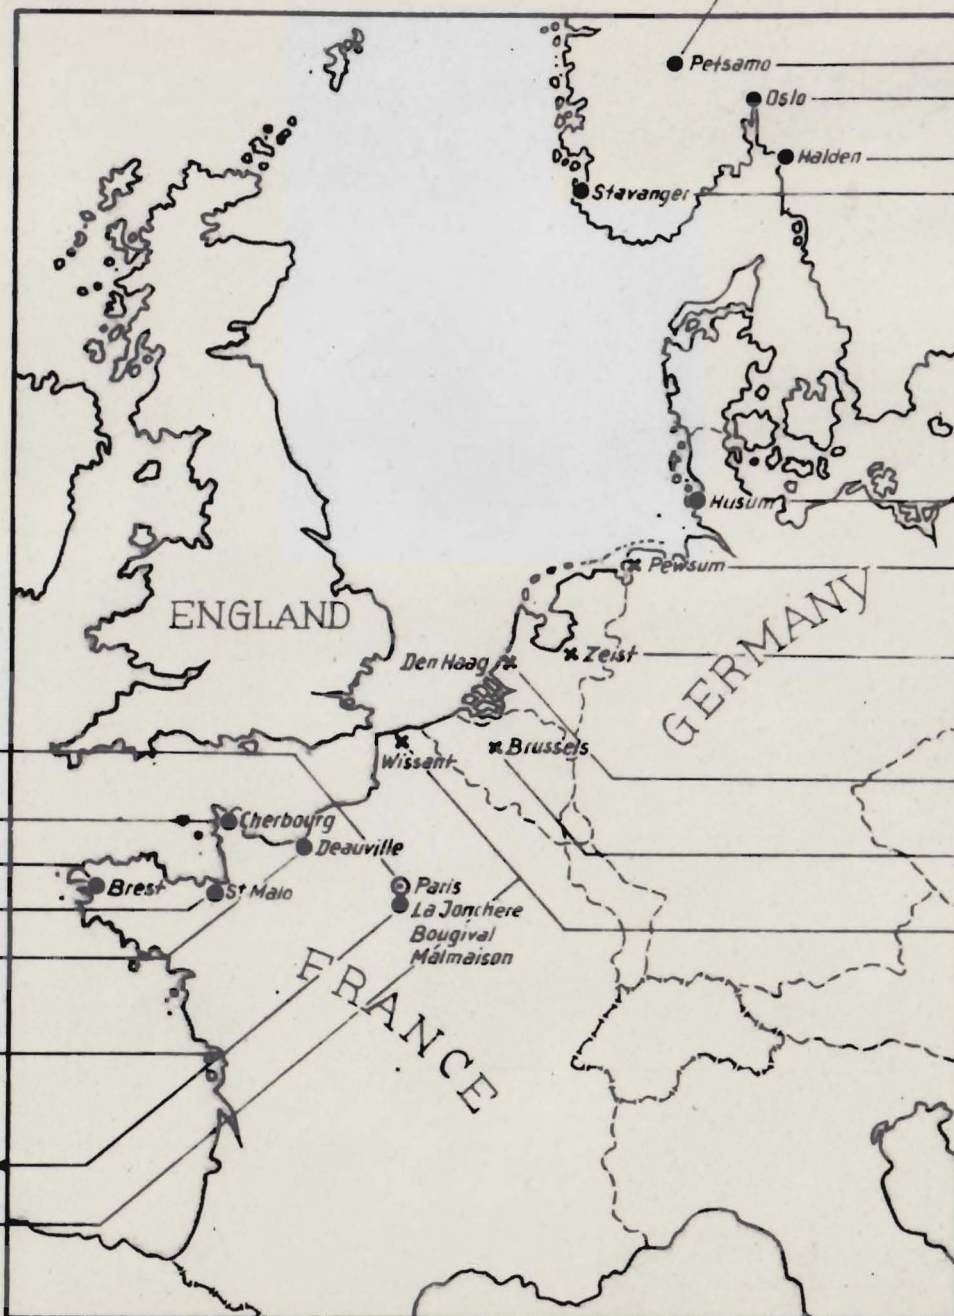 Petsamo
Oslo
Halden
Stavanger
Husum
Pewsum
ENGLAND
GERMANY
Den Haag
Zeist
Wissant
Brussels
Cherbourg
Deauville
Brest
St Malo
Paris
La Jonchere
Bougival
Malmaison
FRANCE